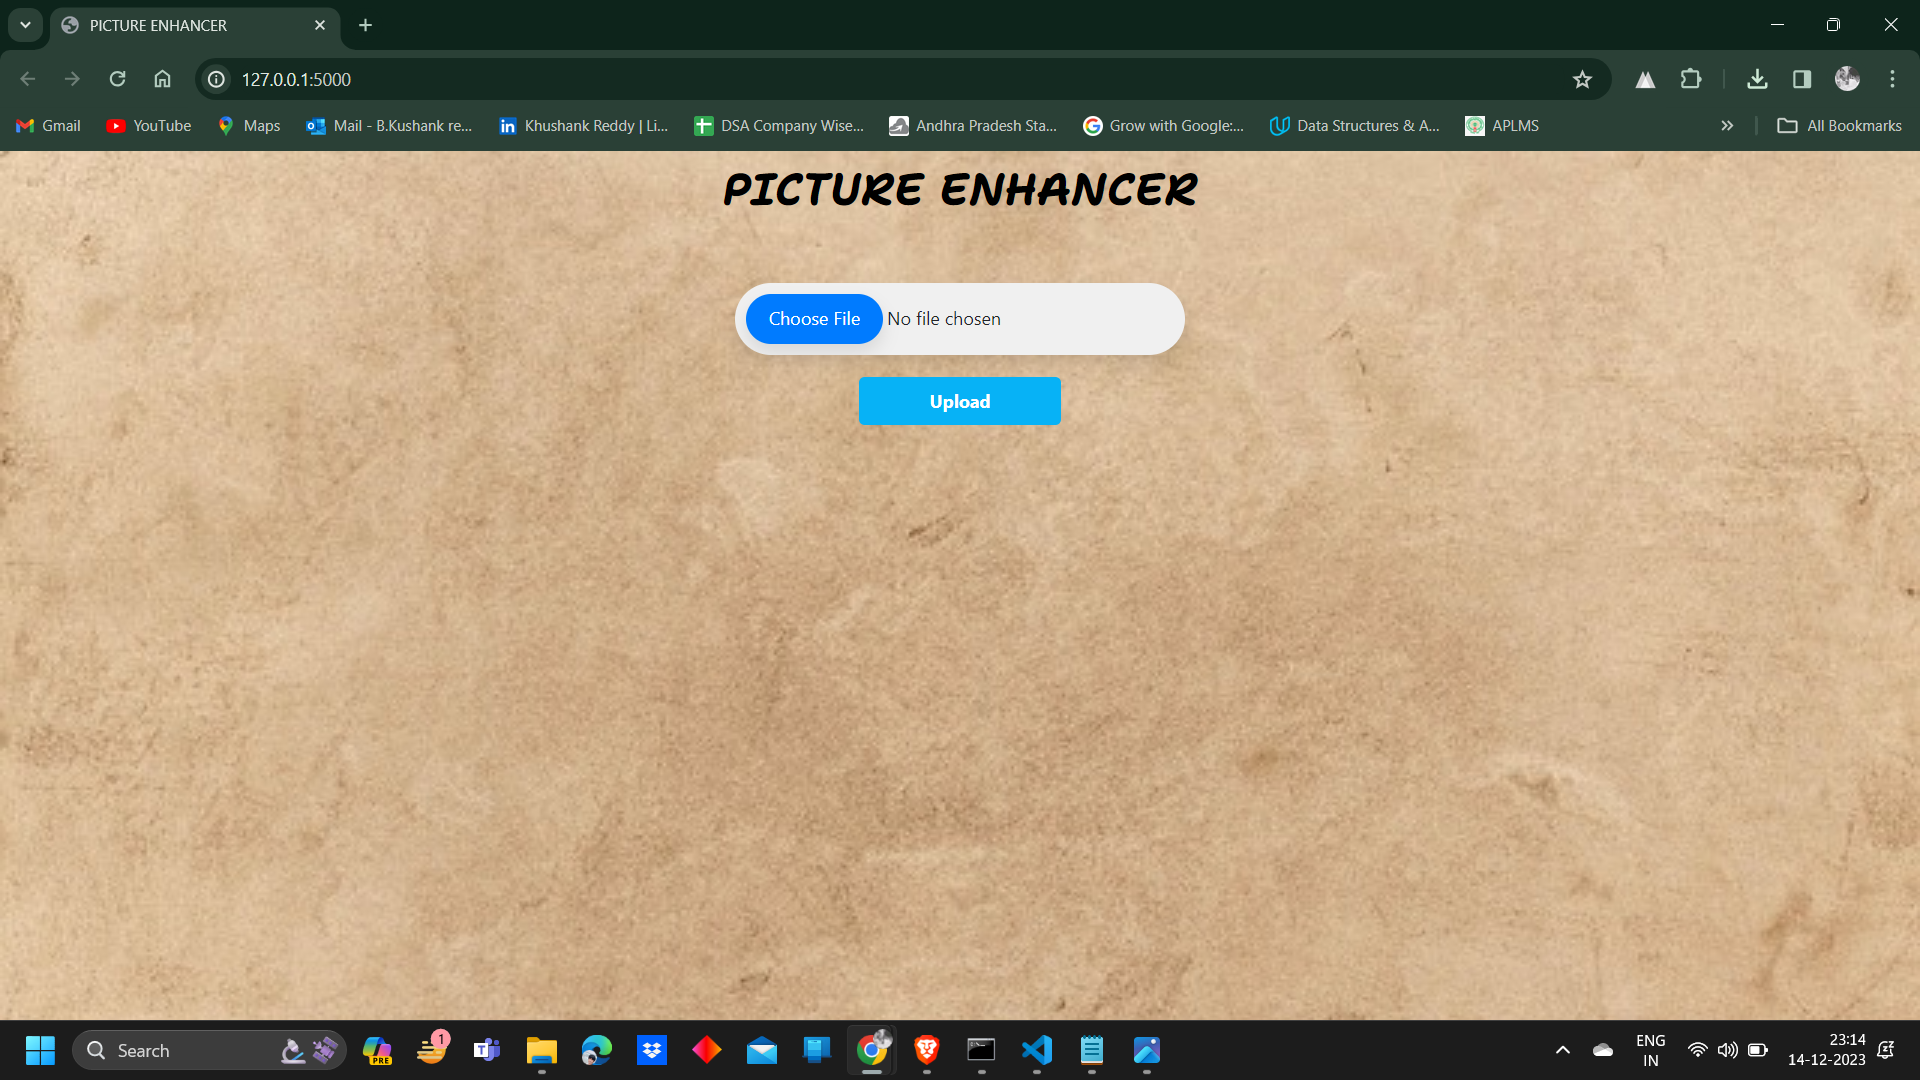 PICTURE ENHANCER
127.0.0.1:5000
Gmail
YouTube
Maps
Mail - B.Kushank re...
Khushank Reddy | Li...
DSA Company Wise...
Andhra Pradesh Sta...
Grow with Google:...
Data Structures & A...
APLMS
All Bookmarks
PICTURE ENHANCER
Choose File No file chosen
Upload
Search
PRE
1
ENG
IN
23:14
14-12-2023